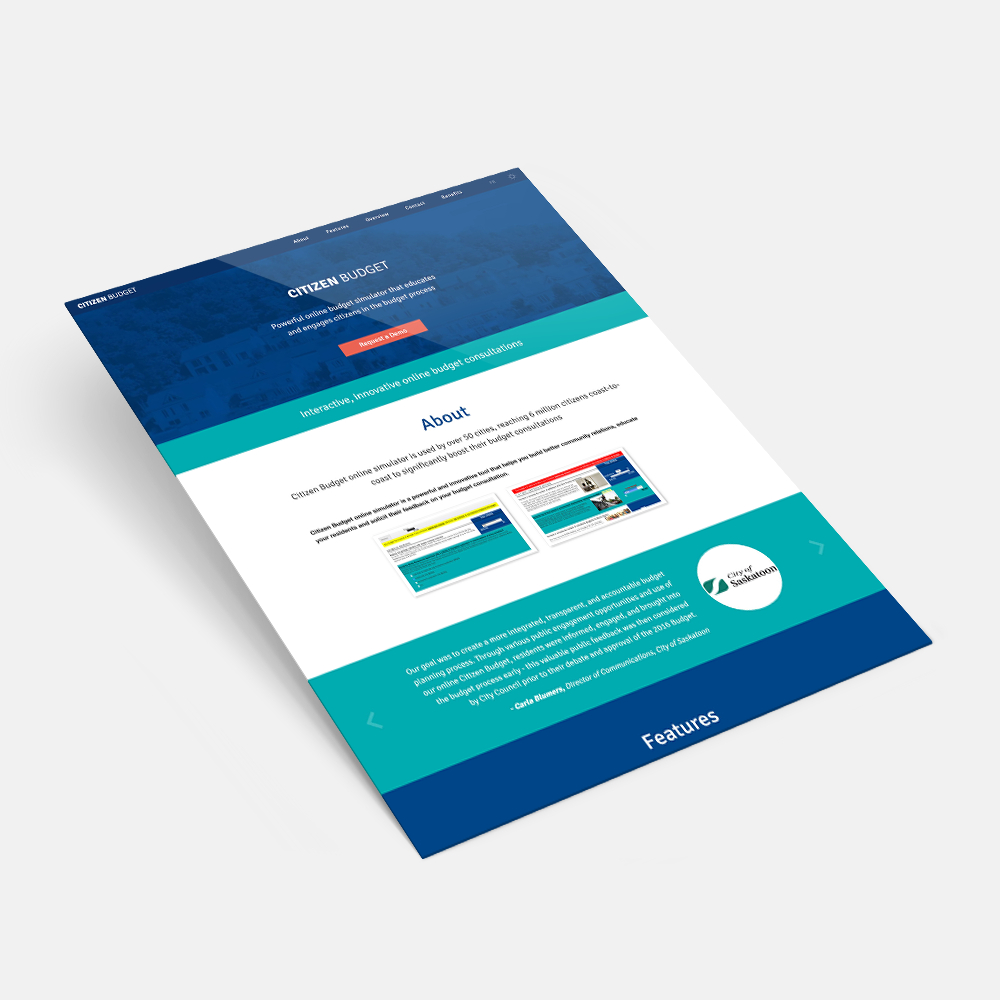 CITIZEN BUDGET
About
Features
Overview
Contact
Benefits
FR
CITIZEN BUDGET
Powerful online budget simulator that educates
and engages citizens in the budget process
Request a Demo
Interactive, Innovative online budget consultations
About
Citizen Budget online simulator is used by over 50 cities, reaching 6 million citizens coast-to-
coast to significantly boost their budget consultations
Citizen Budget online simulator is a powerful and innovative tool that helps you build better community relations, educate
your residents and solicit their feedback on your budget consultation.
Our goal was to create a more integrated, transparent, and accountable budget
planning process. Through various public engagement opportunities and use of
our online Citizen Budget, residents were informed, engaged, and brought into
the budget process early - this valuable public feedback was then considered
by City Council prior to their debate and approval of the 2016 Budget.
- Carla Blumers, Director of Communications, City of Saskatoon
City of
Saskatoon
Features